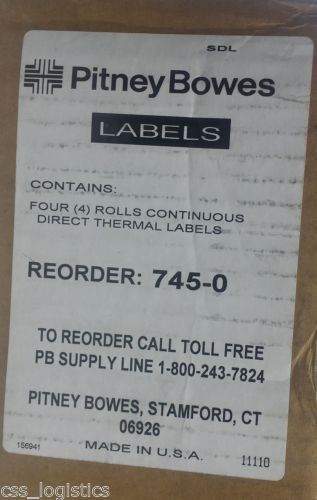 SDL
Pitney Bowes
LABELS
CONTAINS:
FOUR (4) ROLLS CONTINUOUS
DIRECT THERMAL LABELS
REORDER: 745-0
TO REORDER CALL TOLL FREE
PB SUPPLY LINE 1-800-243-7824
PITNEY BOWES, STAMFORD, CT
06926
156941 MADE IN U.S.A. 11110
css_logistics